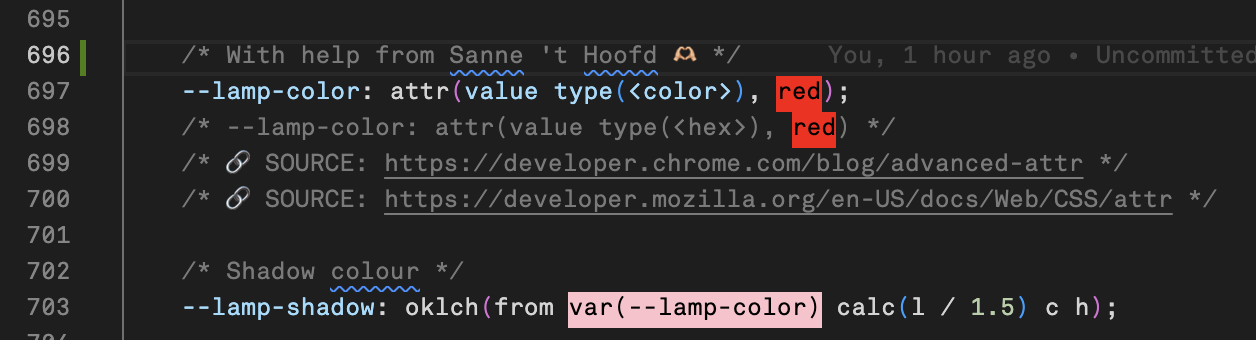 695
696 /* With help from Sanne 't Hoofd 🫶🏼 */ You, 1 hour ago • Uncommitted
697 --lamp-color: attr(value type(<color>), red);
698 /* --lamp-color: attr(value type(<hex>), red) */
699 /* 🔗 SOURCE: https://developer.chrome.com/blog/advanced-attr */
700 /* 🔗 SOURCE: https://developer.mozilla.org/en-US/docs/Web/CSS/attr */
701
702 /* Shadow colour */
703 --lamp-shadow: oklch(from var(--lamp-color) calc(l / 1.5) c h);